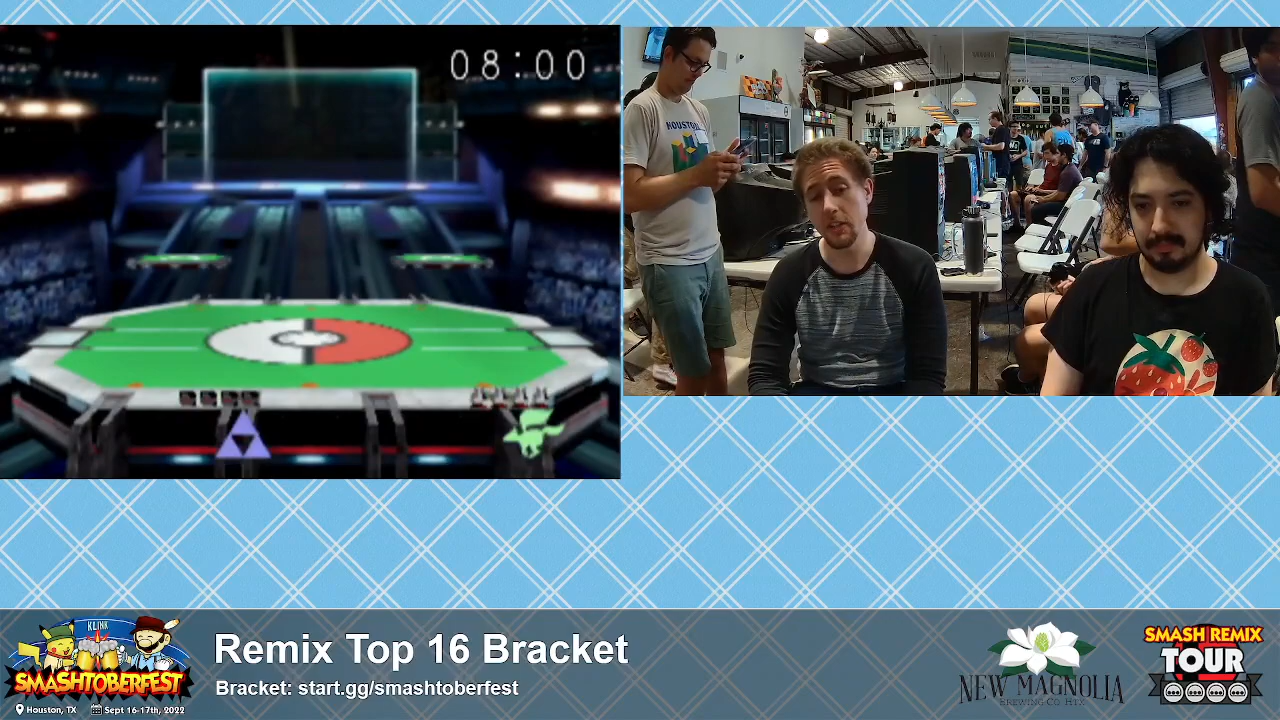 08:00
HOUSTON
KLINK
SMASHTOBERFEST
Houston, TX Sept 16-17th, 2022
Remix Top 16 Bracket
Bracket: start.gg/smashtoberfest
NEW MAGNOLIA
BREWING CO. HTX
SMASH REMIX
TOUR